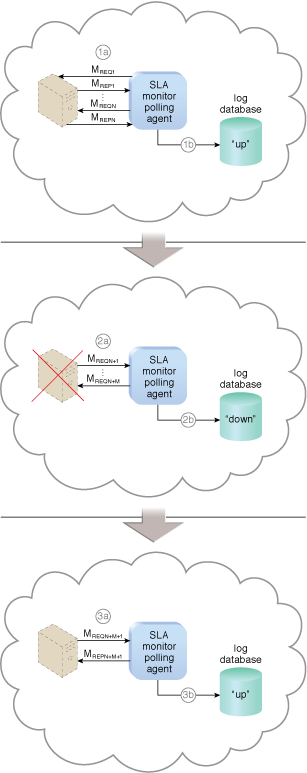 1a
MREQ1
MREP1
MREQN
MREPN
SLA
monitor
polling
agent
1b
log
database
"up"
2a
MREQN+1
MREQN+M
SLA
monitor
polling
agent
2b
log
database
"down"
3a
MREQN+M+1
MREPN+M+1
SLA
monitor
polling
agent
3b
log
database
"up"